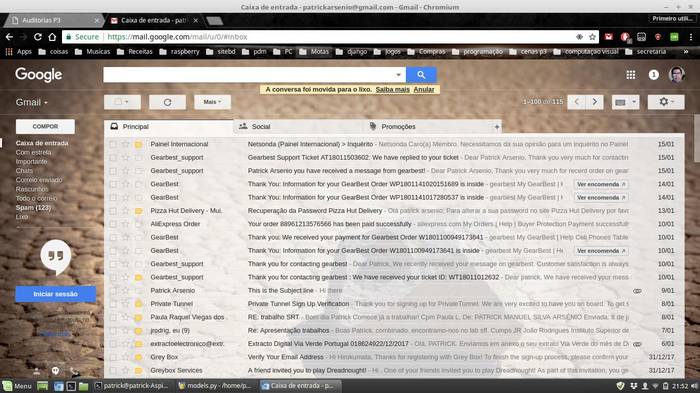 Caixa de entrada - patrickarsenio@gmail.com - Gmail - Chromium
Auditorias P3
Caixa de entrada - patri
Primeiro utili...
Secure https://mail.google.com/mail/u/0/#inbox
Apps coisas Musicas Receitas raspberry sitebd pdm PC Motas django Jogos Compras programação cenas p3 computaçao visual secretaria
Google
A conversa foi movida para o lixo. Saiba mais Anular
Gmail
Mais
1–100 de 115
COMPOR
Principal Social Promoções
Caixa de entrada
Com estrela
Importante
Chats
Correio enviado
Rascunhos
Todo o correio
Spam (123)
Lixo
Iniciar sessão
Painel Internacional Netsonda (Painel Internacional) > Inquérito - Netsonda Caro(a) Membro, Necessitamos da sua opinião para um inquérito no Painel 15/01
Gearbest_support Gearbest Support Ticket AT18011503602: We have replied to your ticket - Dear Patrick Arsenio, Thank you very much for contactin 15/01
Gearbest_support Patrick Arsenio you have received a message from gearbest! - Dear Patrick Arsenio, Thank you very much for recent order on gearb 15/01
GearBest Thank You: Information for your GearBest Order WP1801141020151689 is inside - gearbest My GearBest | Ver encomenda 14/01
GearBest Thank You: Information for your GearBest Order WP1801141017280537 is inside - gearbest My GearBest | Ver encomenda 14/01
Pizza Hut Delivery - Mul. Recuperação da Password Pizza Hut Delivery - Olá patrick arsenio, Para alterar a sua password no site Pizza Hut Delivery por favor 13/01
AliExpress Order Your order 88961213576566 has been paid successfully - aliexpress.com My Orders | Help | Buyer Protection Payment successful 10/01
GearBest Thank you: We received your payment for Gearbest Order W1801100949173641 - gearbest My GearBest | Help Cell Phones Tablet 10/01
GearBest Thank You: Information for your GearBest Order W1801100949173641 is inside - gearbest My GearBest | Ver encomenda 10/01
Gearbest_support Thank you for contacting gearbest - Dear Patrick Arsenio, We recently received your message on gearbest. Customer satisfaction is always 10/01
Gearbest_support Thank you for contacting gearbest : We have received your ticket ID: WT18011012632 - Dear patrick, We have received your mess 10/01
Patrick Arsenio This is the Subject line - Hi there 9/01
Private Tunnel Private Tunnel Sign Up Verification - Thank you for signing up for PrivateTunnel. We are very excited to have you on board. To get s 8/01
Paula Raquel Viegas dos . RE: trabalho SRT - Bom dia Patrick Comece já a trabalhar! Cpm Paula L. De: PATRICK MANUEL SILVA ARSÉNIO Enviada: 8 de 8/01
jrodrig, eu (9) Re: Apresentação trabalhos - Boas Patrick, combinado, encontramo-nos no lab sff. Cumps JR João Rodrigues Instituto Superior de 7/01
extractoelectronico@extr. Extracto Digital Via Verde Portugal 018624922/12/2017 - Olá, PATRICK. Enviamos em anexo o seu extrato Via Verde do mês de De 6/01
Grey Box Verify Your Email Address - Hi Hirokumata, Thanks for registering with Grey Box! To finish the sign-up process, please confirm your 31/12/17
Greybox Services A friend invited you to play Dreadnought! - Hi , One of your friends invited you to play Dreadnought! As part of this invitation, you ge 31/12/17
Menu patrick@patrick-Aspi... models.py - /home/p... Caixa de entrada - p... 21:52